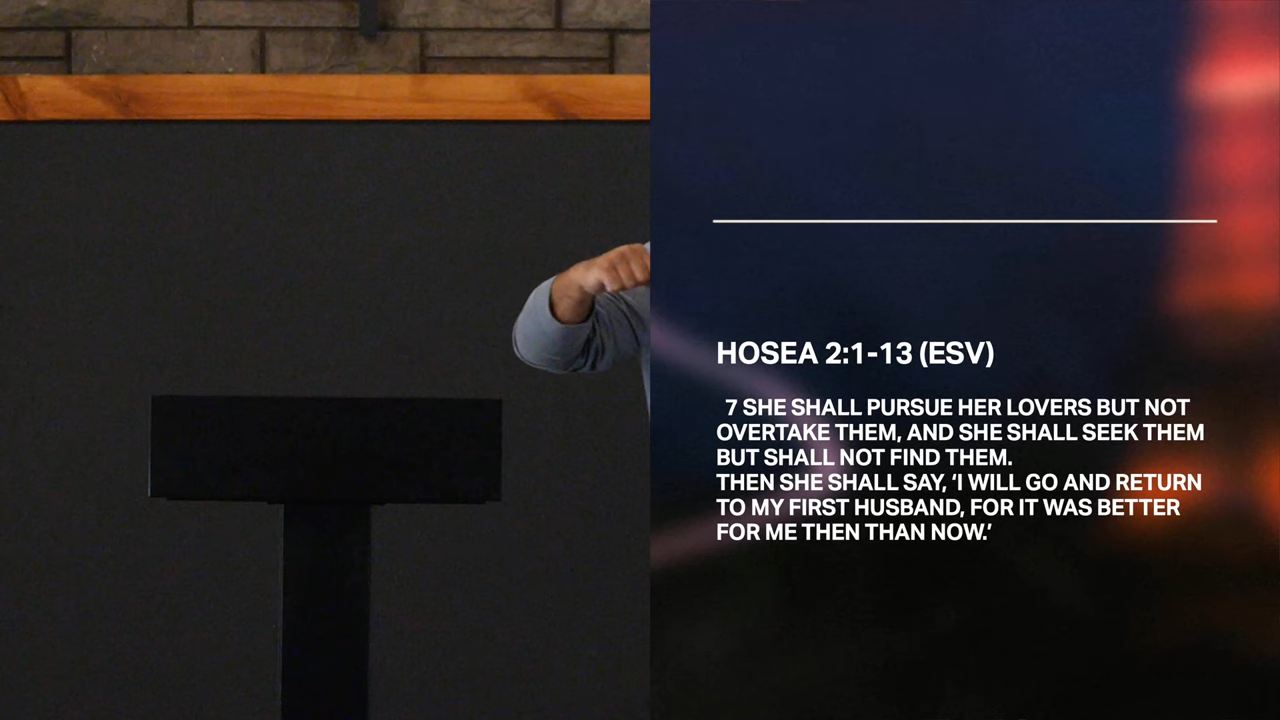 HOSEA 2:1-13 (ESV)
7 SHE SHALL PURSUE HER LOVERS BUT NOT
OVERTAKE THEM, AND SHE SHALL SEEK THEM
BUT SHALL NOT FIND THEM.
THEN SHE SHALL SAY, ‘I WILL GO AND RETURN
TO MY FIRST HUSBAND, FOR IT WAS BETTER
FOR ME THEN THAN NOW.’